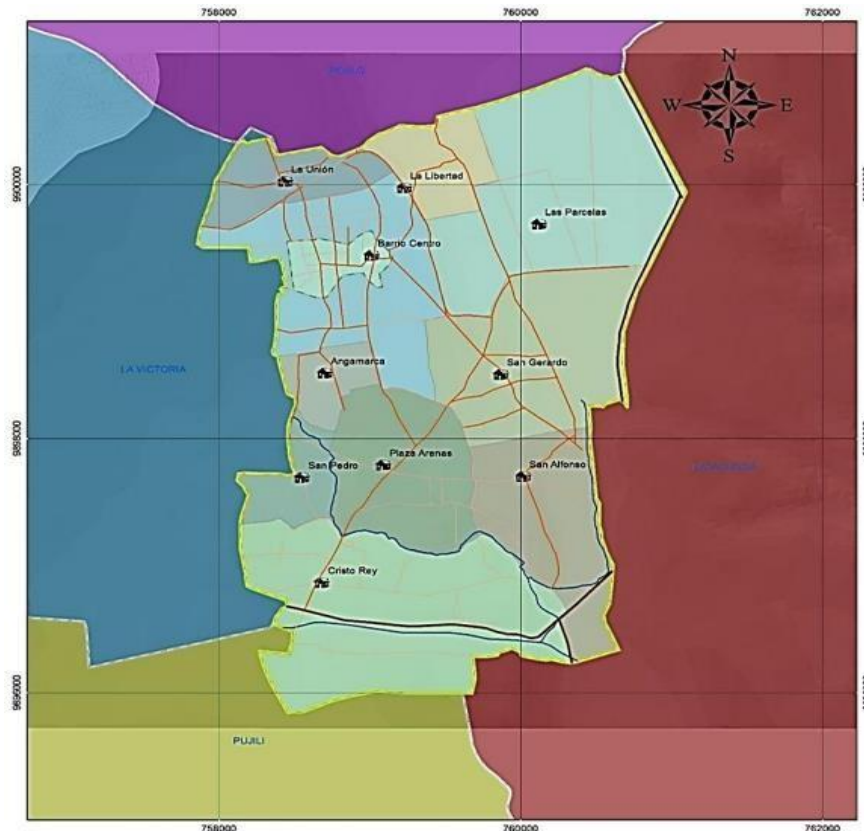 758000 760000 762000
N
W E
S
9900000
La Unión
La Libertad
Las Parcelas
Barrio Centro
LA VICTORIA
Angamarca
San Gerardo
9898000
San Pedro
Plaza Arenas
San Alfonso
Cristo Rey
9896000
PUJILI
758000 760000 762000